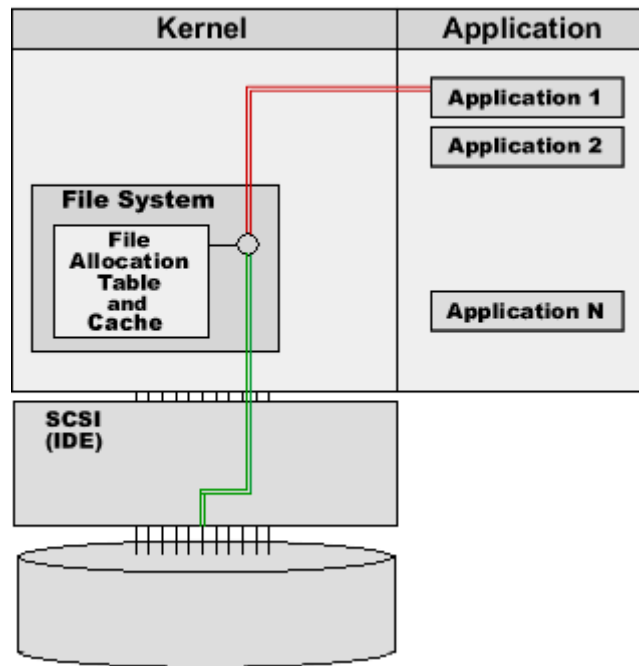 Kernel
Application
Application 1
Application 2
File System
File
Allocation
Table
and
Cache
Application N
SCSI
(IDE)